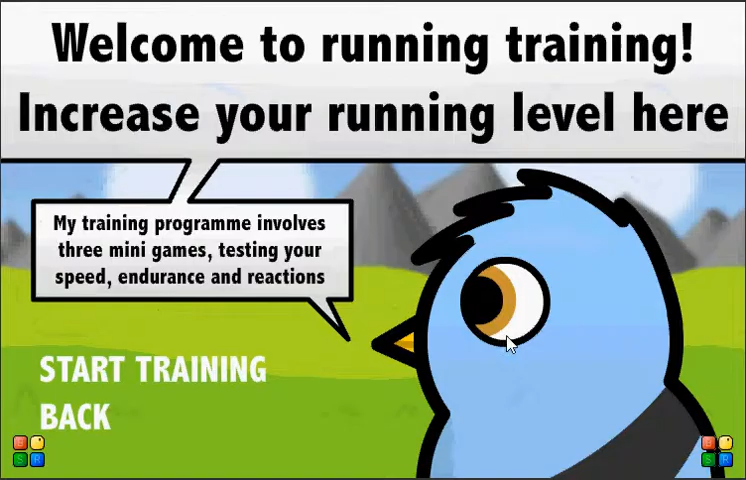 Welcome to running training!
Increase your running level here
My training programme involves
three mini games, testing your
speed, endurance and reactions
START TRAINING
BACK